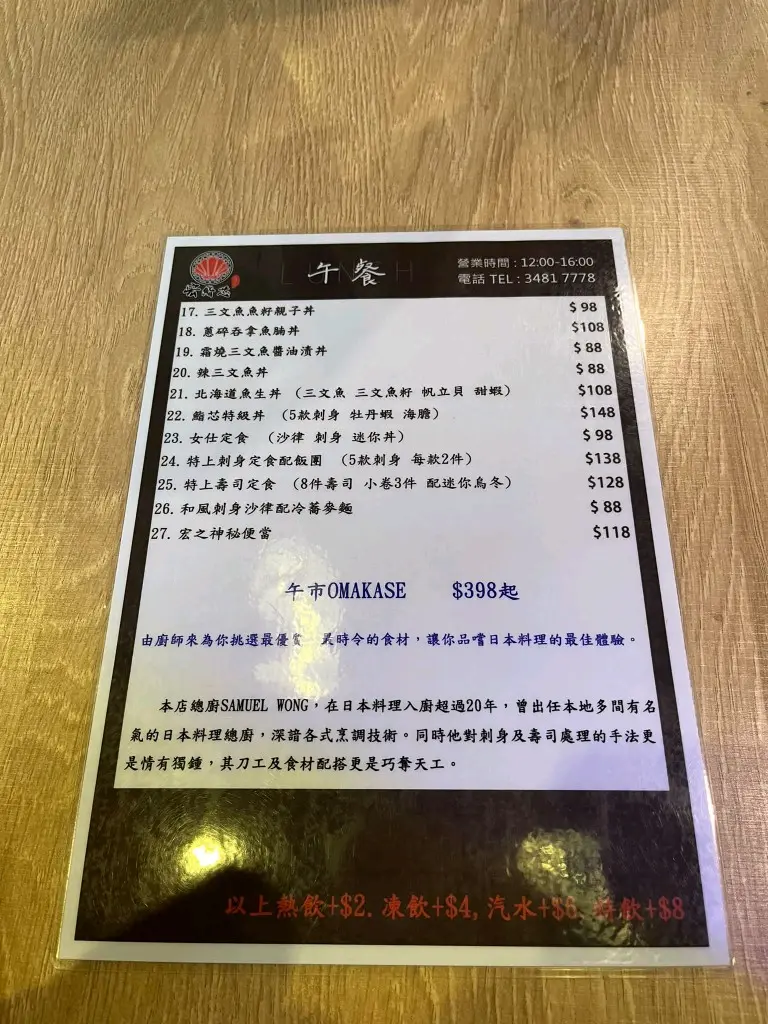 午餐
LUNCH
營業時間 : 12:00-16:00
電話 TEL : 3481 7778
17. 三文魚魚籽親子丼 $ 98
18. 蔥碎吞拿魚腩丼 $108
19. 霜燒三文魚醬油漬丼 $ 88
20. 辣三文魚丼 $ 88
21. 北海道魚生丼 (三文魚 三文魚籽 帆立貝 甜蝦) $108
22. 鮨芯特級丼 (5款刺身 牡丹蝦 海膽) $148
23. 女仕定食 (沙律 刺身 迷你丼) $ 98
24. 特上刺身定食配飯團 (5款刺身 每款2件) $138
25. 特上壽司定食 (8件壽司 小卷3件 配迷你烏冬) $128
26. 和風刺身沙律配冷蕎麥麵 $ 88
27. 宏之神秘便當 $118
午市OMAKASE $398起
由廚師來為你挑選最優質 時令的食材，讓你品嚐日本料理的最佳體驗。
本店總廚SAMUEL WONG，在日本料理入廚超過20年，曾出任本地多間有名
氣的日本料理總廚，深諳各式烹調技術。同時他對刺身及壽司處理的手法更
是情有獨鍾，其刀工及食材配搭更是巧奪天工。
以上熱飲+$2. 凍飲+$4, 汽水+$6. 特飲+$8